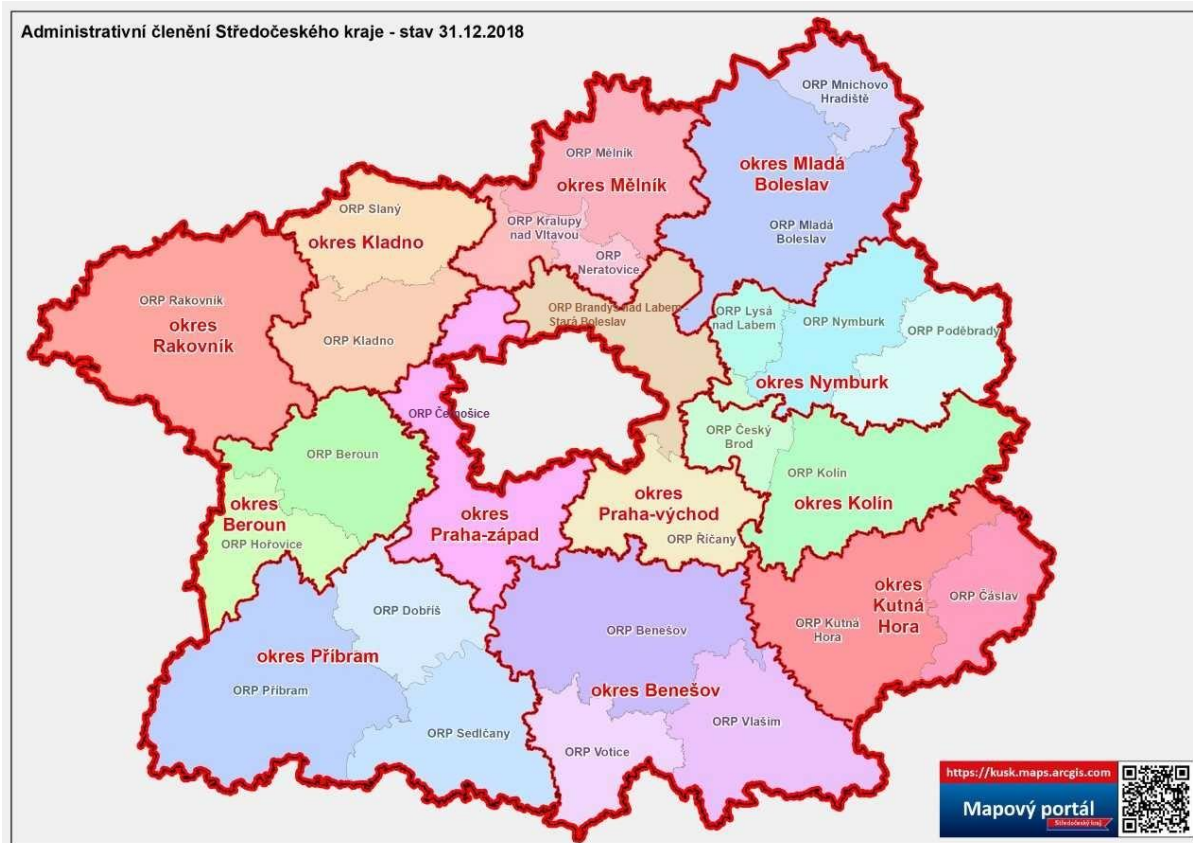 Administrativní členění Středočeského kraje - stav 31.12.2018
ORP Mnichovo
Hradiště
ORP Mělník
okres Mělník
okres Mladá
Boleslav
ORP Mladá
Boleslav
ORP Slaný
okres Kladno
ORP Kralupy
nad Vltavou
ORP
Neratovice
ORP Rakovník
okres
Rakovník
ORP Kladno
ORP Brandýs nad Labem -
Stará Boleslav
ORP Lysá
nad Labem
ORP Nymburk
ORP Poděbrady
okres Nymburk
ORP Černošice
ORP Český
Brod
ORP Beroun
ORP Kolín
okres Kolín
okres
Beroun
ORP Hořovice
okres
Praha-západ
okres
Praha-východ
ORP Říčany
okres
Kutná
Hora
ORP Čáslav
ORP Kutná
Hora
ORP Dobříš
okres Příbram
ORP Příbram
ORP Sedlčany
ORP Benešov
okres Benešov
ORP Vlašim
ORP Votice
https://kusk.maps.arcgis.com
Mapový portál
Středočeský kraj